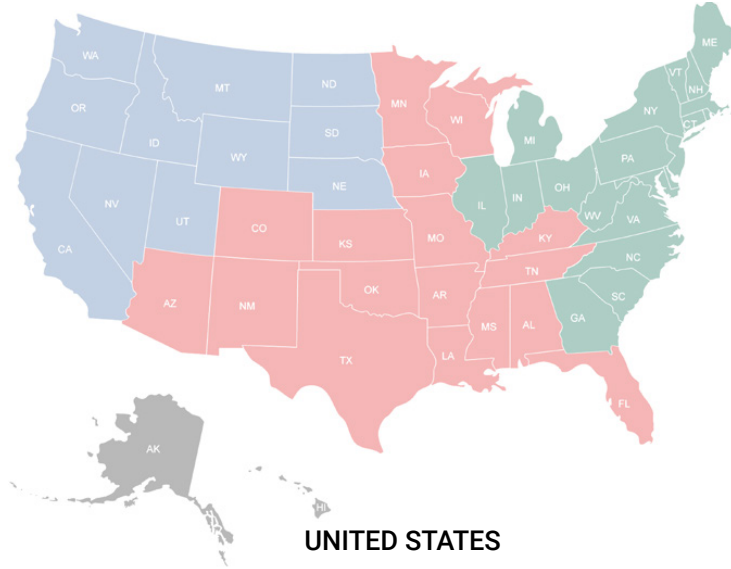 WA
MT
ND
MN
ME
VT
NH
OR
ID
SD
WI
NY
MI
CT
WY
IA
PA
NE
NV
UT
IL
IN
OH
CA
CO
KS
MO
WV
VA
KY
NC
TN
AZ
NM
OK
AR
SC
MS
AL
GA
TX
LA
FL
AK
HI
UNITED STATES